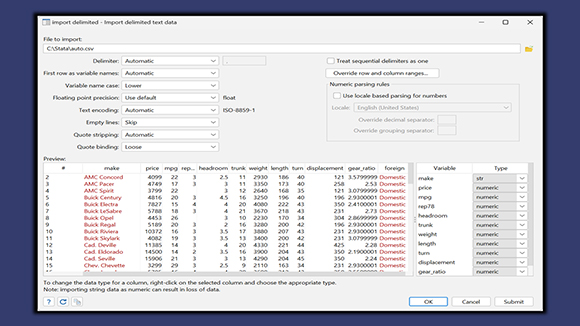 import delimited - Import delimited text data
File to import:
C:\Stata\auto.csv
Delimiter: Automatic
Treat sequential delimiters as one
First row as variable names: Automatic
Override row and column ranges...
Variable name case: Lower
Numeric parsing rules
Floating point precision: Use default float
Use locale based parsing for numbers
Text encoding: Automatic ISO-8859-1
Locale: English (United States)
Empty lines: Skip
Override decimal separator:
Quote stripping: Automatic
Override grouping separator:
Quote binding: Loose
Preview:
# make price mpg rep... headroom trunk weight length turn displacement gear_ratio foreign Variable Type
2 AMC Concord 4099 22 3 2.5 11 2930 186 40 121 3.5799999 Domestic make str
3 AMC Pacer 4749 17 3 3 11 3350 173 40 258 2.53 Domestic price numeric
4 AMC Spirit 3799 22 3 12 2640 168 35 121 3.0799999 Domestic mpg numeric
5 Buick Century 4816 20 3 4.5 16 3250 196 40 196 2.9300001 Domestic rep78 numeric
6 Buick Electra 7827 15 4 4 20 4080 222 43 350 2.4100001 Domestic headroom numeric
7 Buick LeSabre 5788 18 3 4 21 3670 218 43 231 2.73 Domestic trunk numeric
8 Buick Opel 4453 26 3 10 2230 170 34 304 2.8699999 Domestic
9 Buick Regal 5189 20 3 2 16 3280 200 42 196 2.9300001 Domestic weight numeric
10 Buick Riviera 10372 16 3 3.5 17 3880 207 43 231 2.9300001 Domestic length numeric
11 Buick Skylark 4082 19 3 3.5 13 3400 200 42 231 3.0799999 Domestic turn numeric
12 Cad. Deville 11385 14 3 4 20 4330 221 44 425 2.28 Domestic
13 Cad. Eldorado 14500 14 2 3.5 16 3900 204 43 350 2.1900001 Domestic displacement numeric
14 Cad. Seville 15906 21 3 3 13 4290 204 45 350 2.24 Domestic gear_ratio numeric
15 Chev. Chevette 3299 29 3 2.5 9 2110 163 34 231 2.9300001 Domestic
To change the data type for a column, right-click on the selected column and choose the appropriate type.
Note: importing string data as numeric can result in loss of data.
OK Cancel Submit